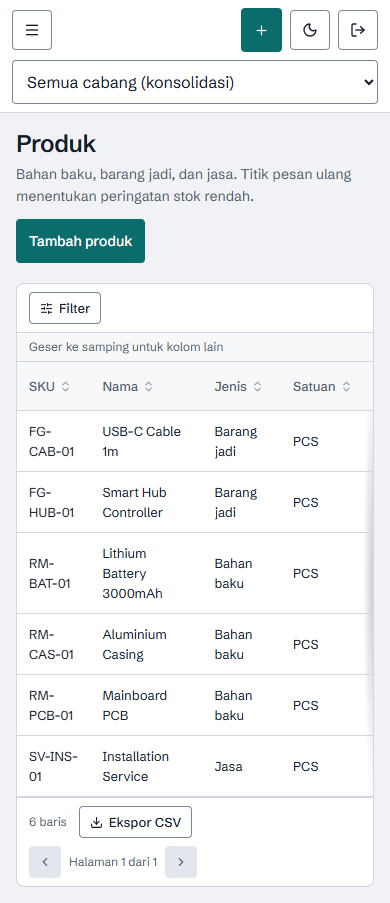 Semua cabang (konsolidasi)
Produk
Bahan baku, barang jadi, dan jasa. Titik pesan ulang
menentukan peringatan stok rendah.
Tambah produk
Filter
Geser ke samping untuk kolom lain
SKU Nama Jenis Satuan
FG-
CAB-01
USB-C Cable
1m
Barang
jadi
PCS
FG-
HUB-01
Smart Hub
Controller
Barang
jadi
PCS
RM-
BAT-01
Lithium
Battery
3000mAh
Bahan
baku
PCS
RM-
CAS-01
Aluminium
Casing
Bahan
baku
PCS
RM-
PCB-01
Mainboard
PCB
Bahan
baku
PCS
SV-INS-
01
Installation
Service
Jasa
PCS
6 baris
Ekspor CSV
Halaman 1 dari 1